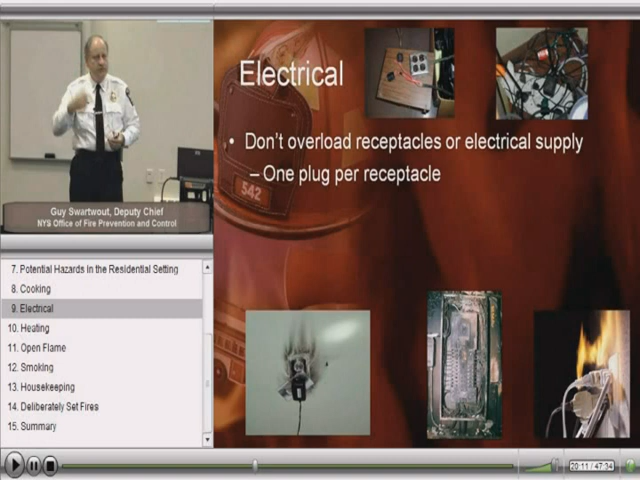 Electrical
• Don't overload receptacles or electrical supply
– One plug per receptacle
542
Guy Swartwout, Deputy Chief
NYS Office of Fire Prevention and Control
7. Potential Hazards in the Residential Setting
8. Cooking
9. Electrical
10. Heating
11. Open Flame
12. Smoking
13. Housekeeping
14. Deliberately Set Fires
15. Summary
20:11 / 47:34